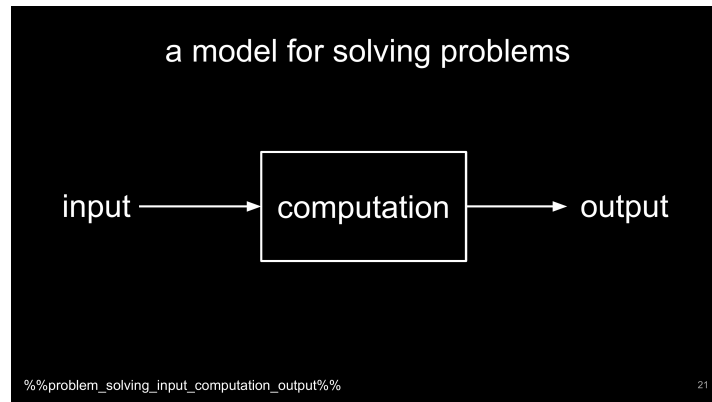 a model for solving problems
input computation output
%%problem_solving_input_computation_output%%
21